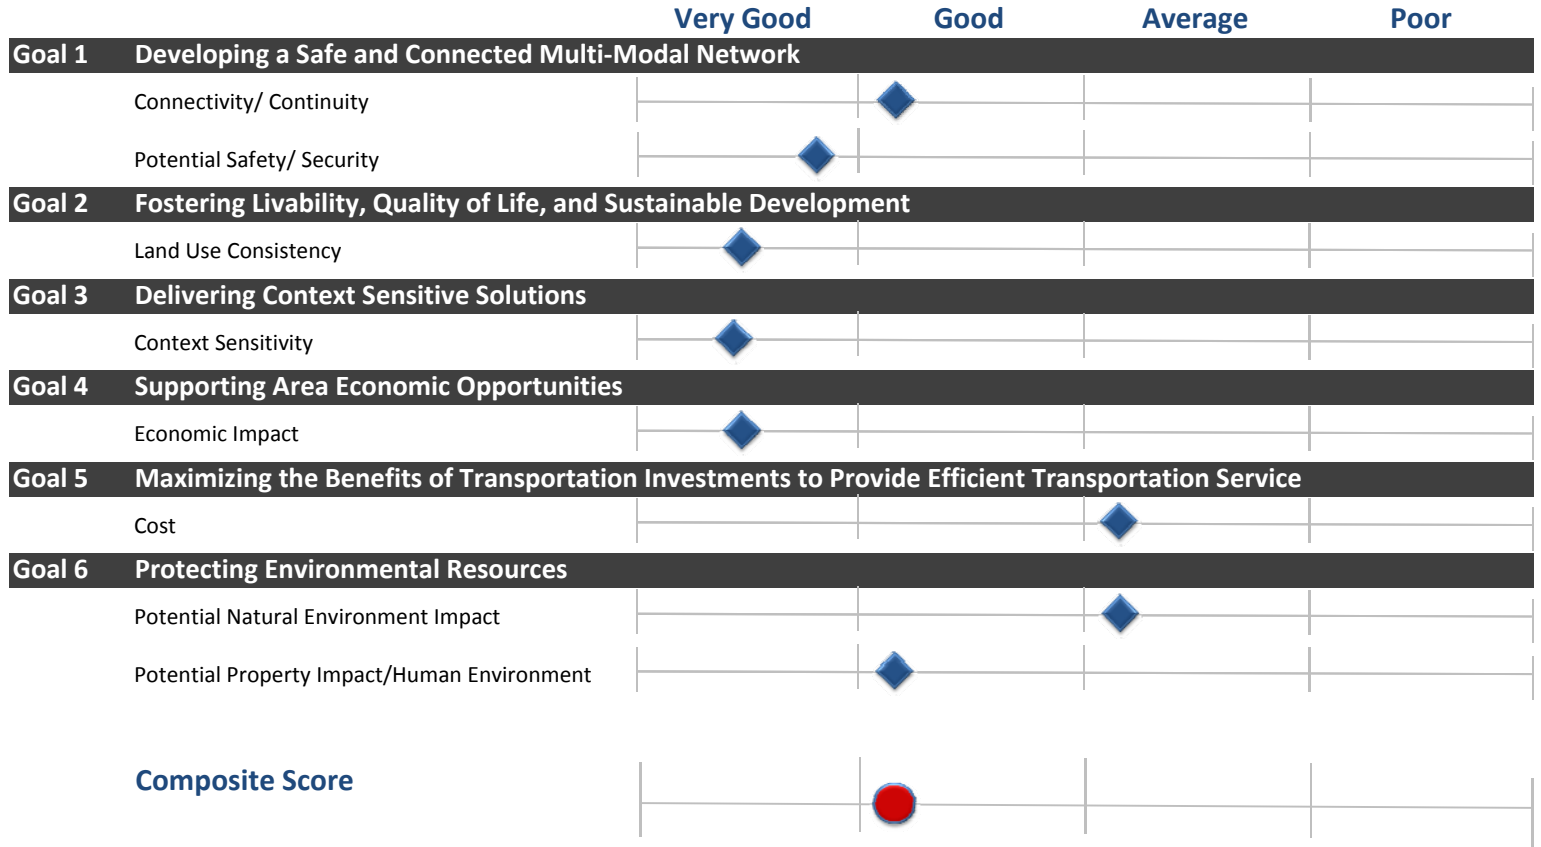 Very Good Good Average Poor
Goal 1 Developing a Safe and Connected Multi-Modal Network
Connectivity/ Continuity
Potential Safety/ Security
Goal 2 Fostering Livability, Quality of Life, and Sustainable Development
Land Use Consistency
Goal 3 Delivering Context Sensitive Solutions
Context Sensitivity
Goal 4 Supporting Area Economic Opportunities
Economic Impact
Goal 5 Maximizing the Benefits of Transportation Investments to Provide Efficient Transportation Service
Cost
Goal 6 Protecting Environmental Resources
Potential Natural Environment Impact
Potential Property Impact/Human Environment
Composite Score